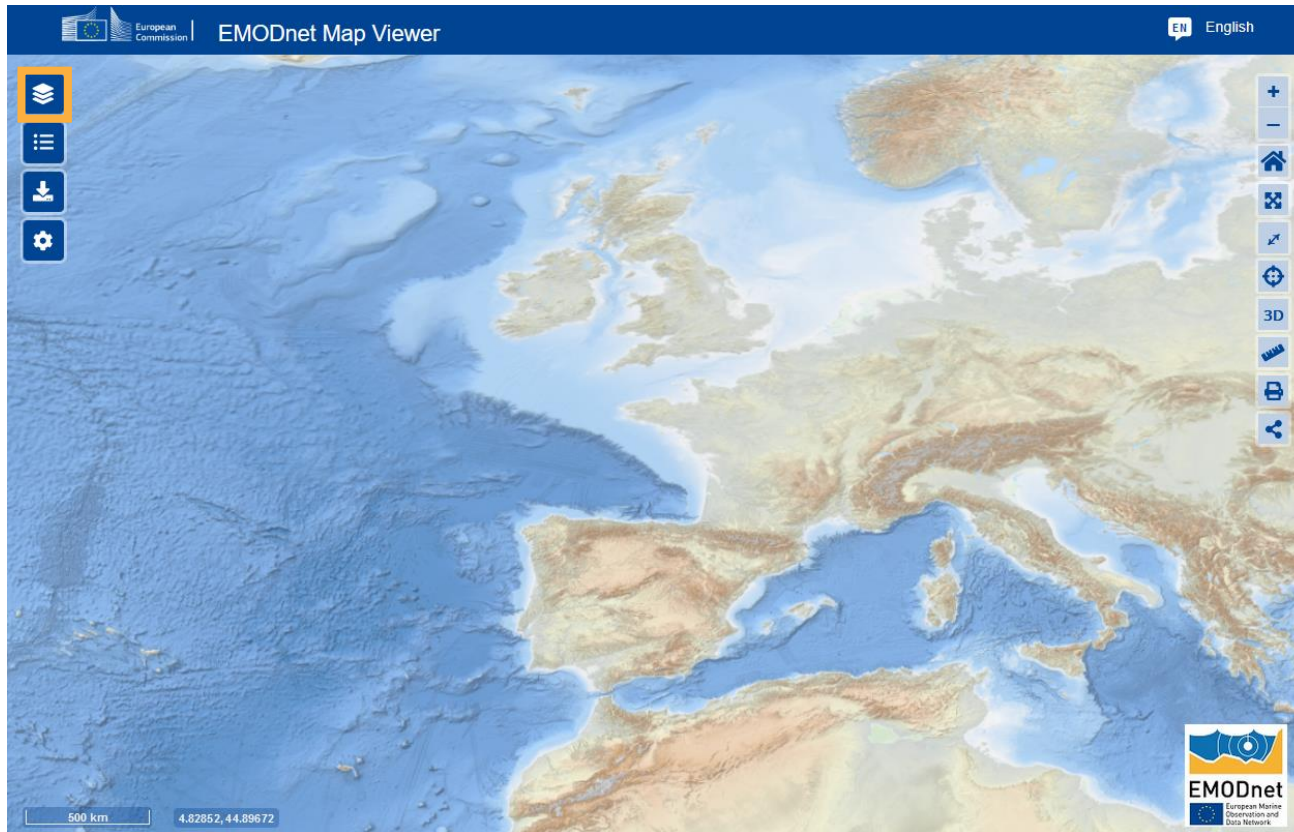 European
Commission
EMODnet Map Viewer
EN
English
3D
500 km
4.82852, 44.89672
EMODnet
European Marine
Observation and
Data Network